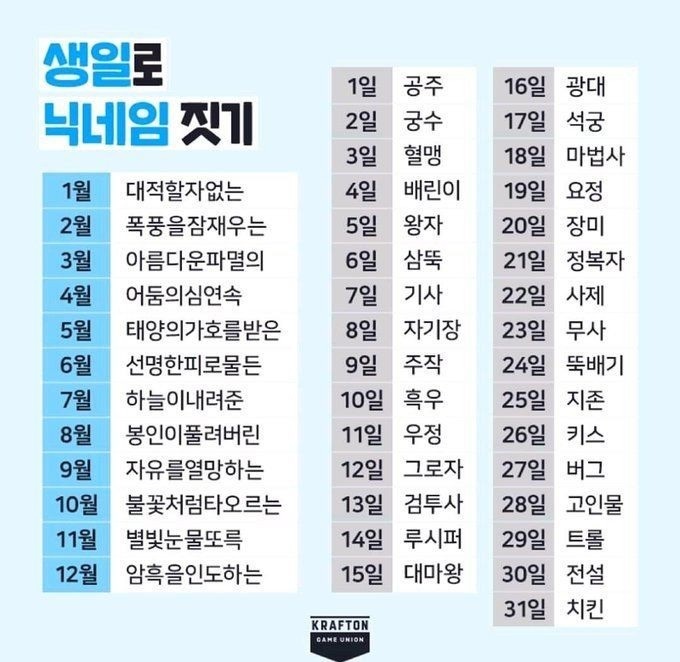 생일로
닉네임 짓기
1월 대적할자없는
2월 폭풍을잠재우는
3월 아름다운파멸의
4월 어둠의심연속
5월 태양의가호를받은
6월 선명한피로물든
7월 하늘이내려준
8월 봉인이풀려버린
9월 자유를열망하는
10월 불꽃처럼타오르는
11월 별빛눈물또륵
12월 암흑을인도하는
1일 공주
2일 궁수
3일 혈맹
4일 배린이
5일 왕자
6일 삼뚝
7일 기사
8일 자기장
9일 주작
10일 흑우
11일 우정
12일 그로자
13일 검투사
14일 루시퍼
15일 대마왕
16일 광대
17일 석궁
18일 마법사
19일 요정
20일 장미
21일 정복자
22일 사제
23일 무사
24일 뚝배기
25일 지존
26일 키스
27일 버그
28일 고인물
29일 트롤
30일 전설
31일 치킨
KRAFTON
GAME UNION